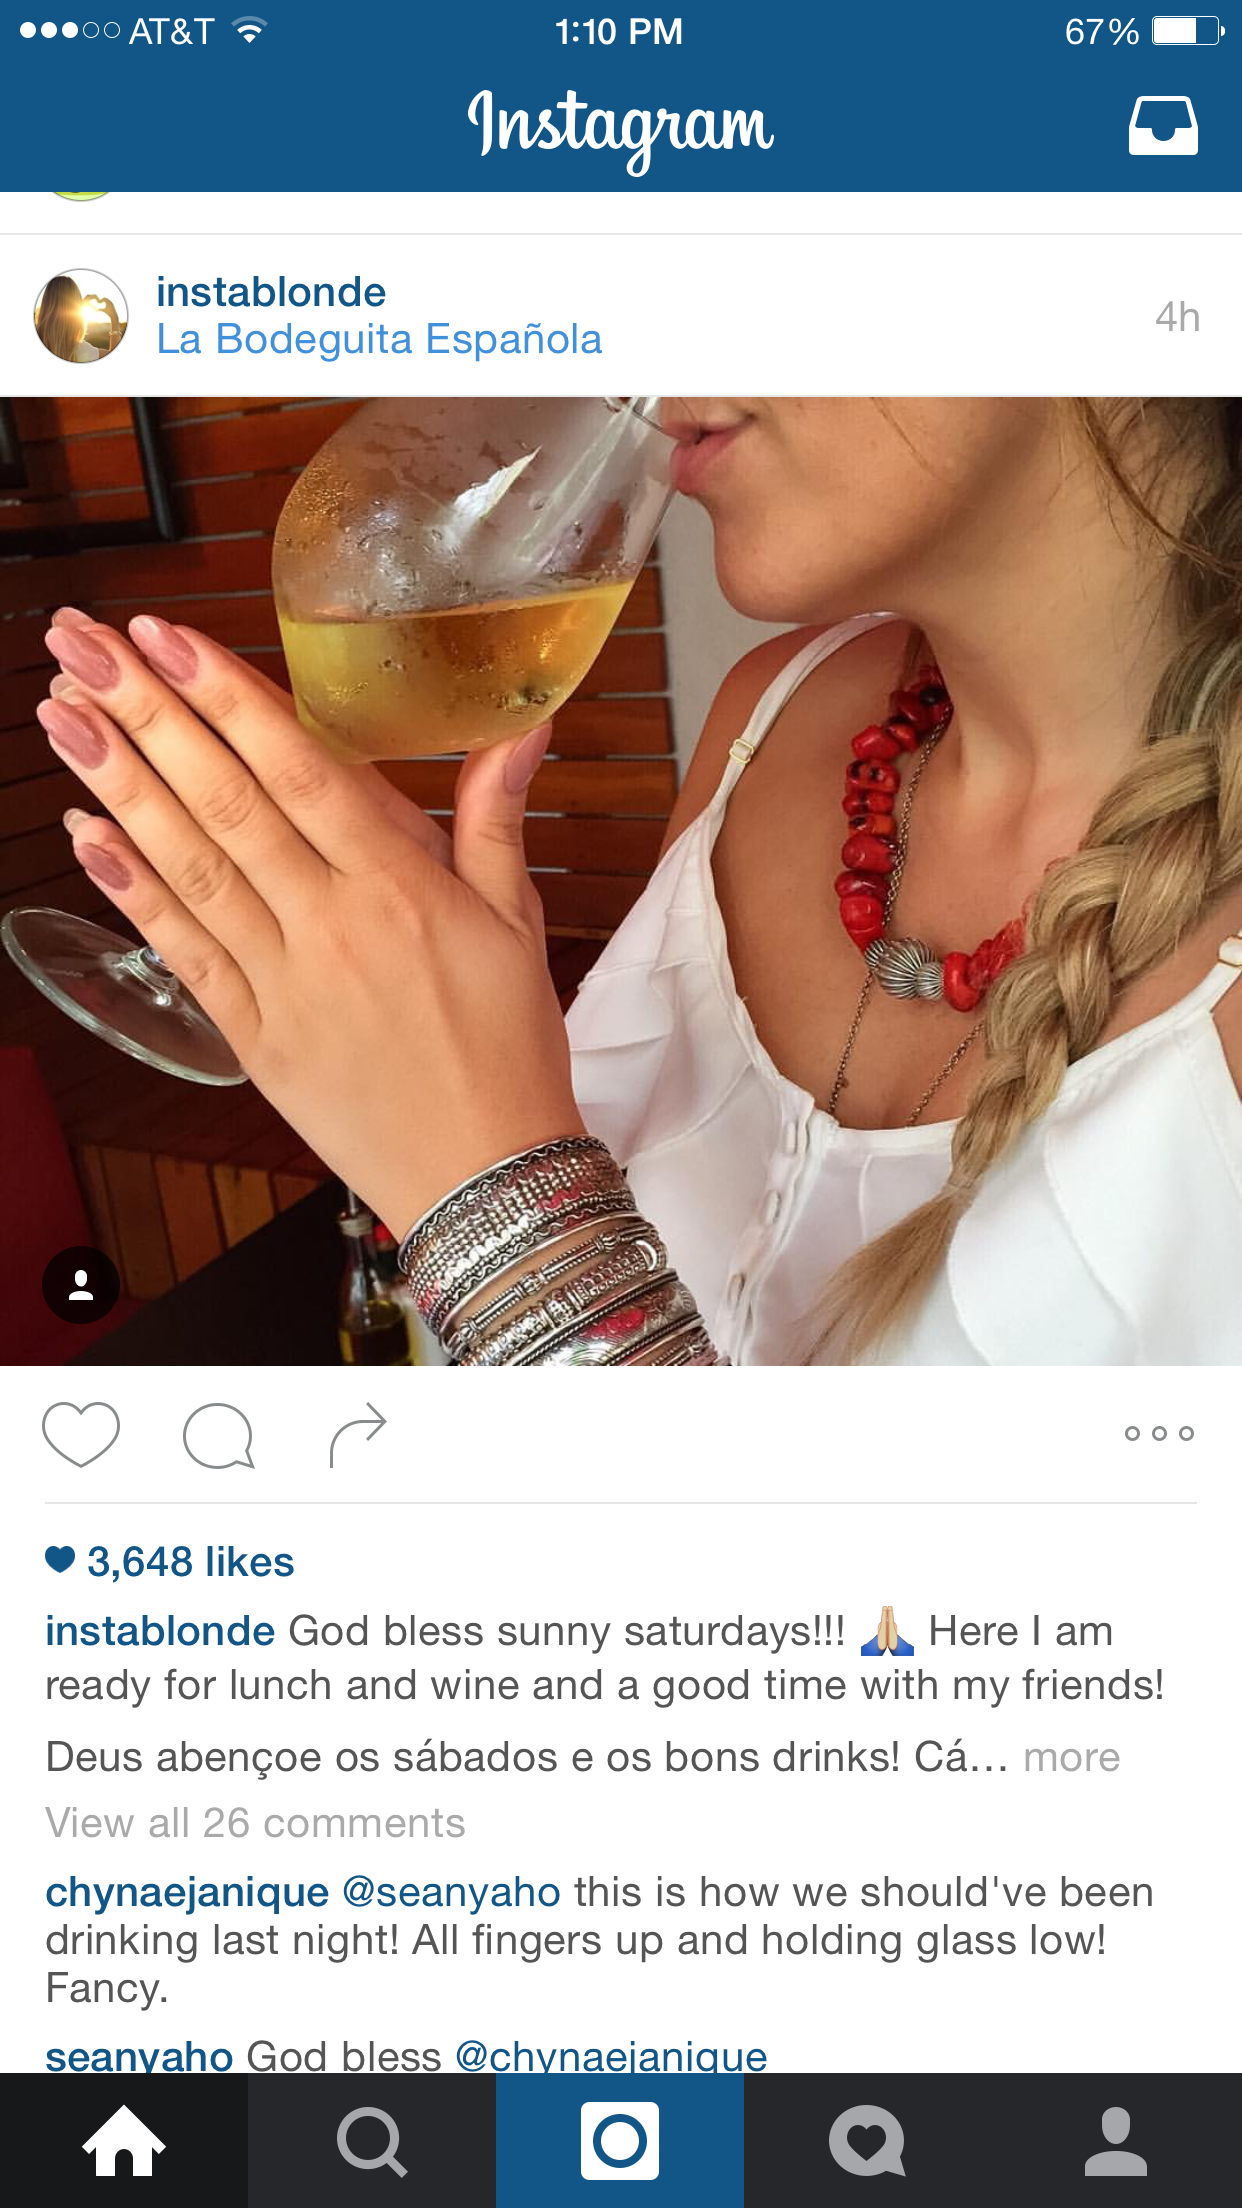 AT&T 1:10 PM 67%
Instagram
instablonde
La Bodeguita Española
4h
3,648 likes
instablonde God bless sunny saturdays!!! 🙏🏼 Here I am
ready for lunch and wine and a good time with my friends!
Deus abençoe os sábados e os bons drinks! Cá... more
View all 26 comments
chynaejanique @seanyaho this is how we should've been
drinking last night! All fingers up and holding glass low!
Fancy.
seanyaho God bless @chynaejanique